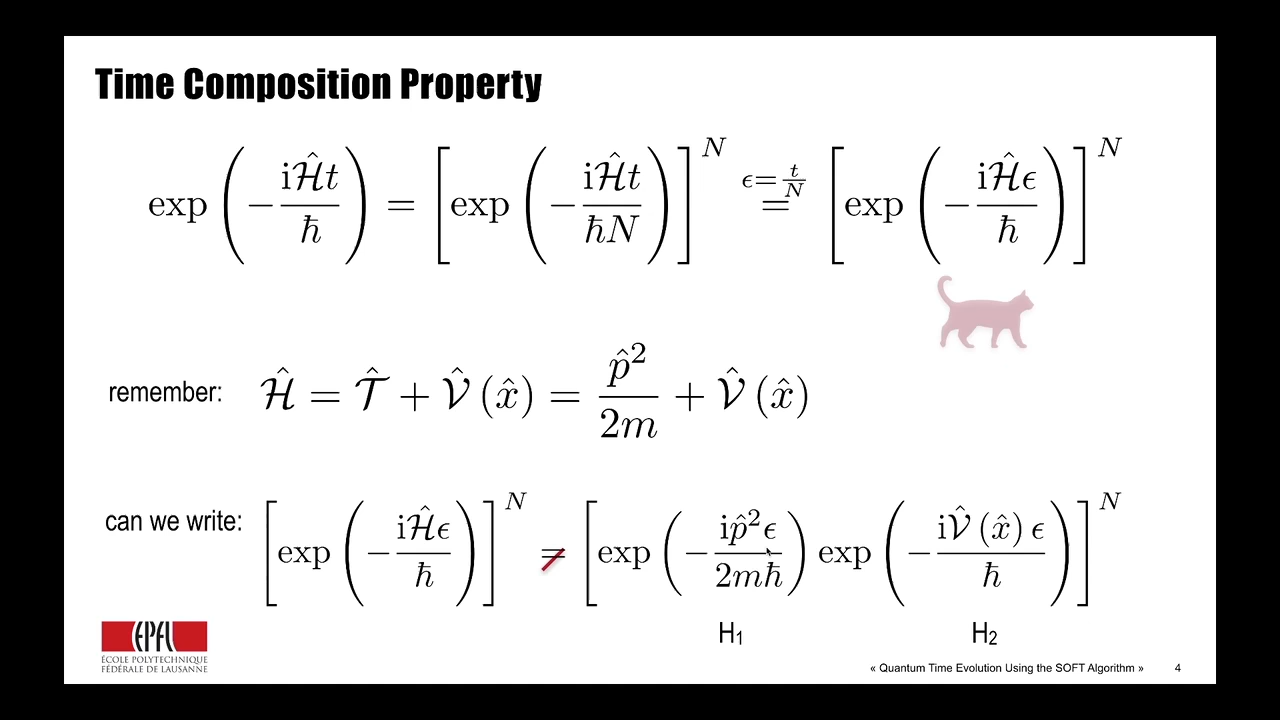 Time Composition Property
exp(−iℋ̂t/ħ) = [exp(−iℋ̂t/ħN)]^N =^{ϵ=t/N} [exp(−iℋ̂ϵ/ħ)]^N
remember: ℋ̂ = 𝒯̂ + 𝒱̂(x̂) = p̂²/2m + 𝒱̂(x̂)
can we write: [exp(−iℋ̂ϵ/ħ)]^N ≠ [exp(−ip̂²ϵ/2mħ) exp(−i𝒱̂(x̂)ϵ/ħ)]^N
H₁ H₂
EPFL
ÉCOLE POLYTECHNIQUE
FÉDÉRALE DE LAUSANNE
« Quantum Time Evolution Using the SOFT Algorithm » 4